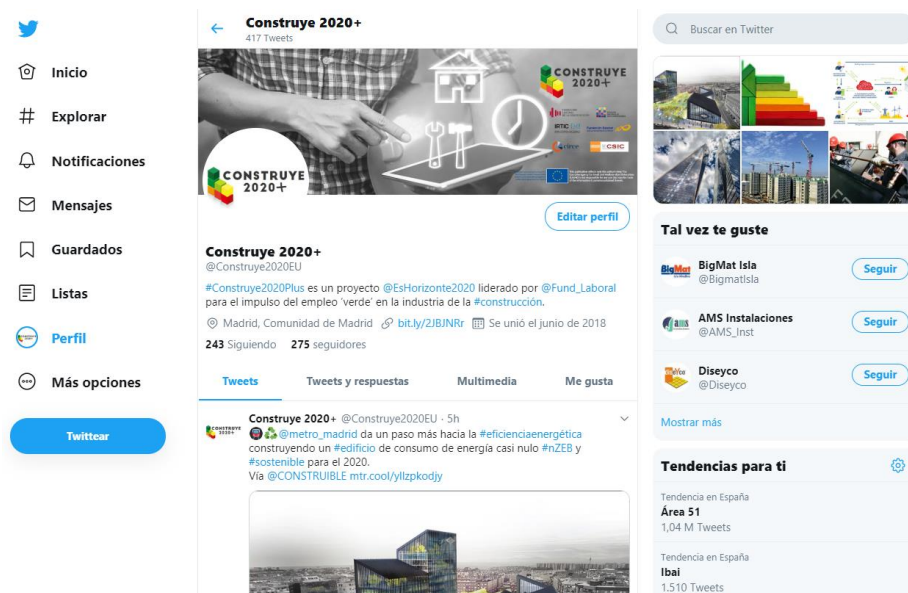 Inicio
Explorar
Notificaciones
Mensajes
Guardados
Listas
Perfil
Más opciones
Twittear
Construye 2020+
417 Tweets
CONSTRUYE
2020+
CSIC
CONSTRUYE
2020+
Editar perfil
Construye 2020+
@Construye2020EU
#Construye2020Plus es un proyecto @EsHorizonte2020 liderado por @Fund_Laboral
para el impulso del empleo 'verde' en la industria de la #construcción.
Madrid, Comunidad de Madrid bit.ly/2JBJNRr Se unió el junio de 2018
243 Siguiendo 275 seguidores
Tweets Tweets y respuestas Multimedia Me gusta
Construye 2020+ @Construye2020EU · 5h
@metro_madrid da un paso más hacia la #eficienciaenergética
construyendo un #edificio de consumo de energía casi nulo #nZEB y
#sostenible para el 2020.
Vía @CONSTRUIBLE mtr.cool/yllzpkodjy
Buscar en Twitter
Tal vez te guste
BigMat
BigMat Isla
@BigmatIsla
Seguir
ams
AMS Instalaciones
@AMS_Inst
Seguir
Diseyco
@Diseyco
Seguir
Mostrar más
Tendencias para ti
Tendencia en España
Área 51
1,04 M Tweets
Tendencia en España
Ibai
1.510 Tweets